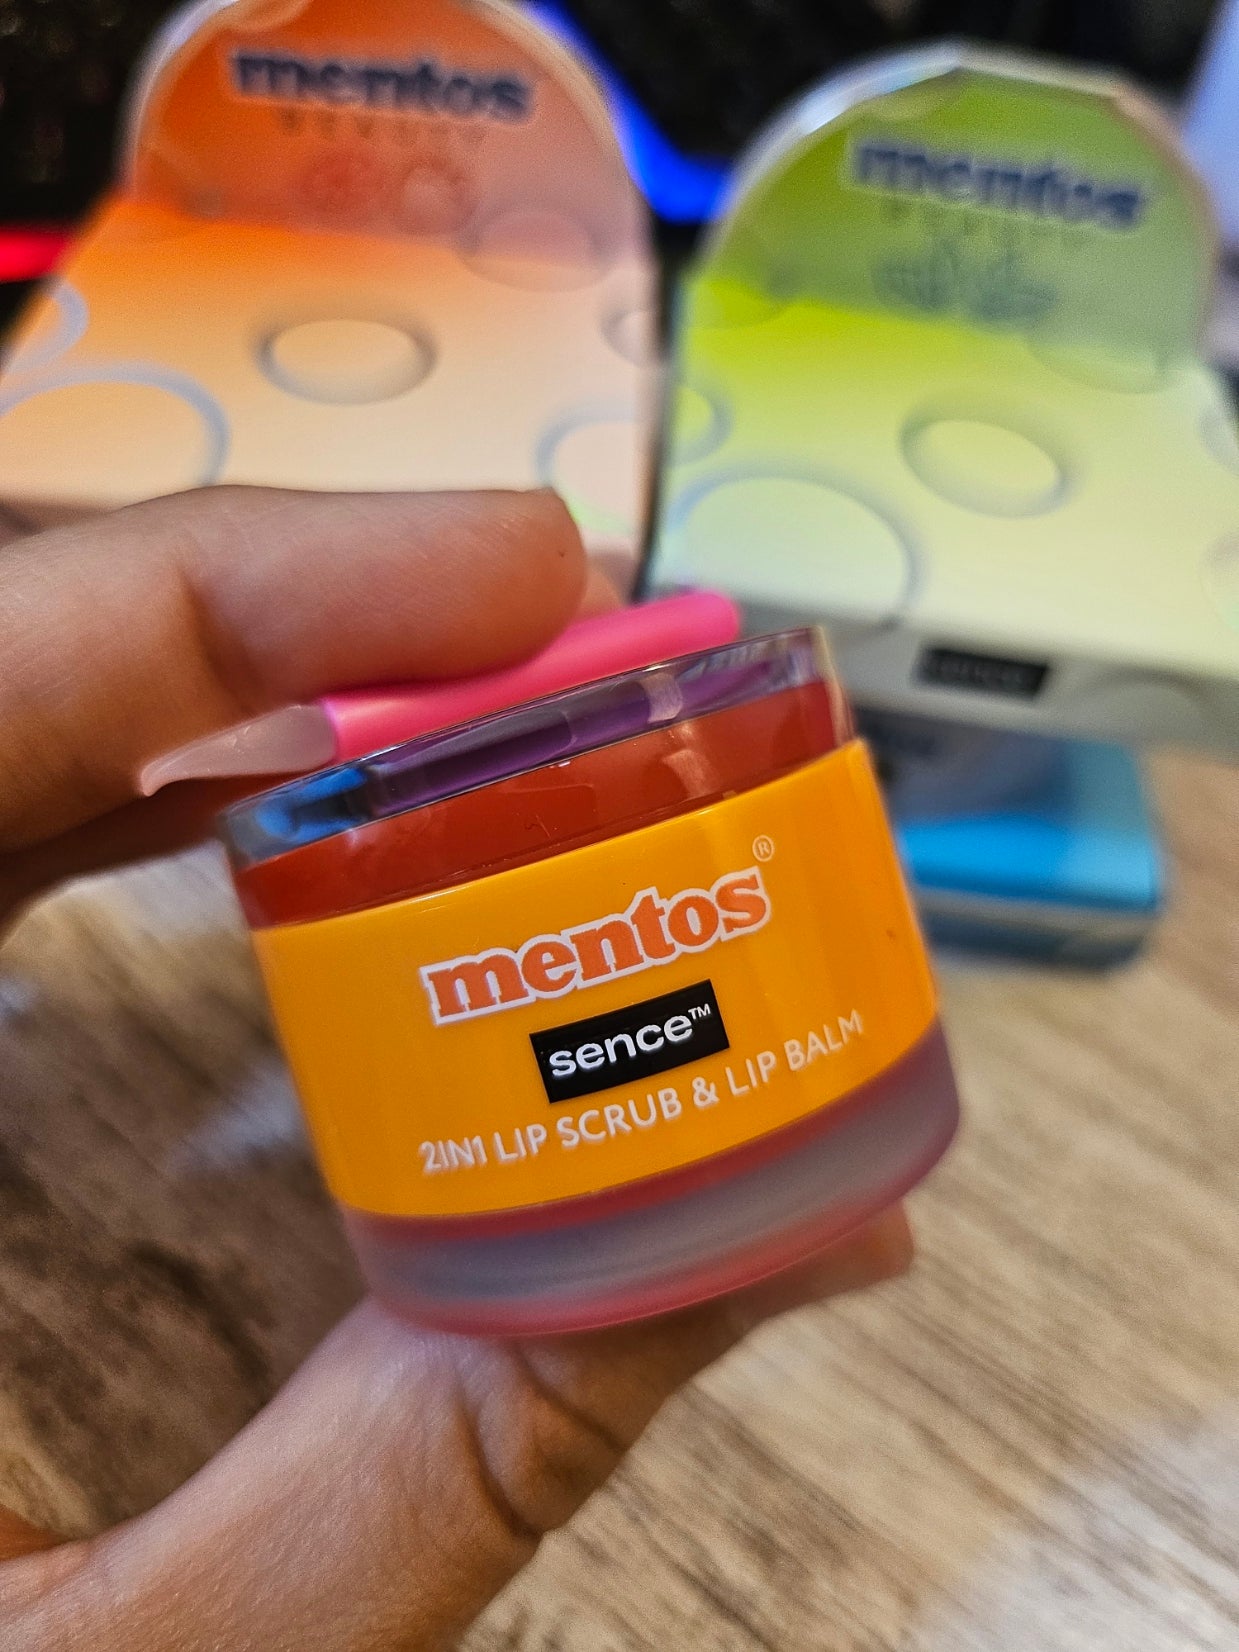 mentos
mentos
mentos®
sence™
2IN1 LIP SCRUB & LIP BALM